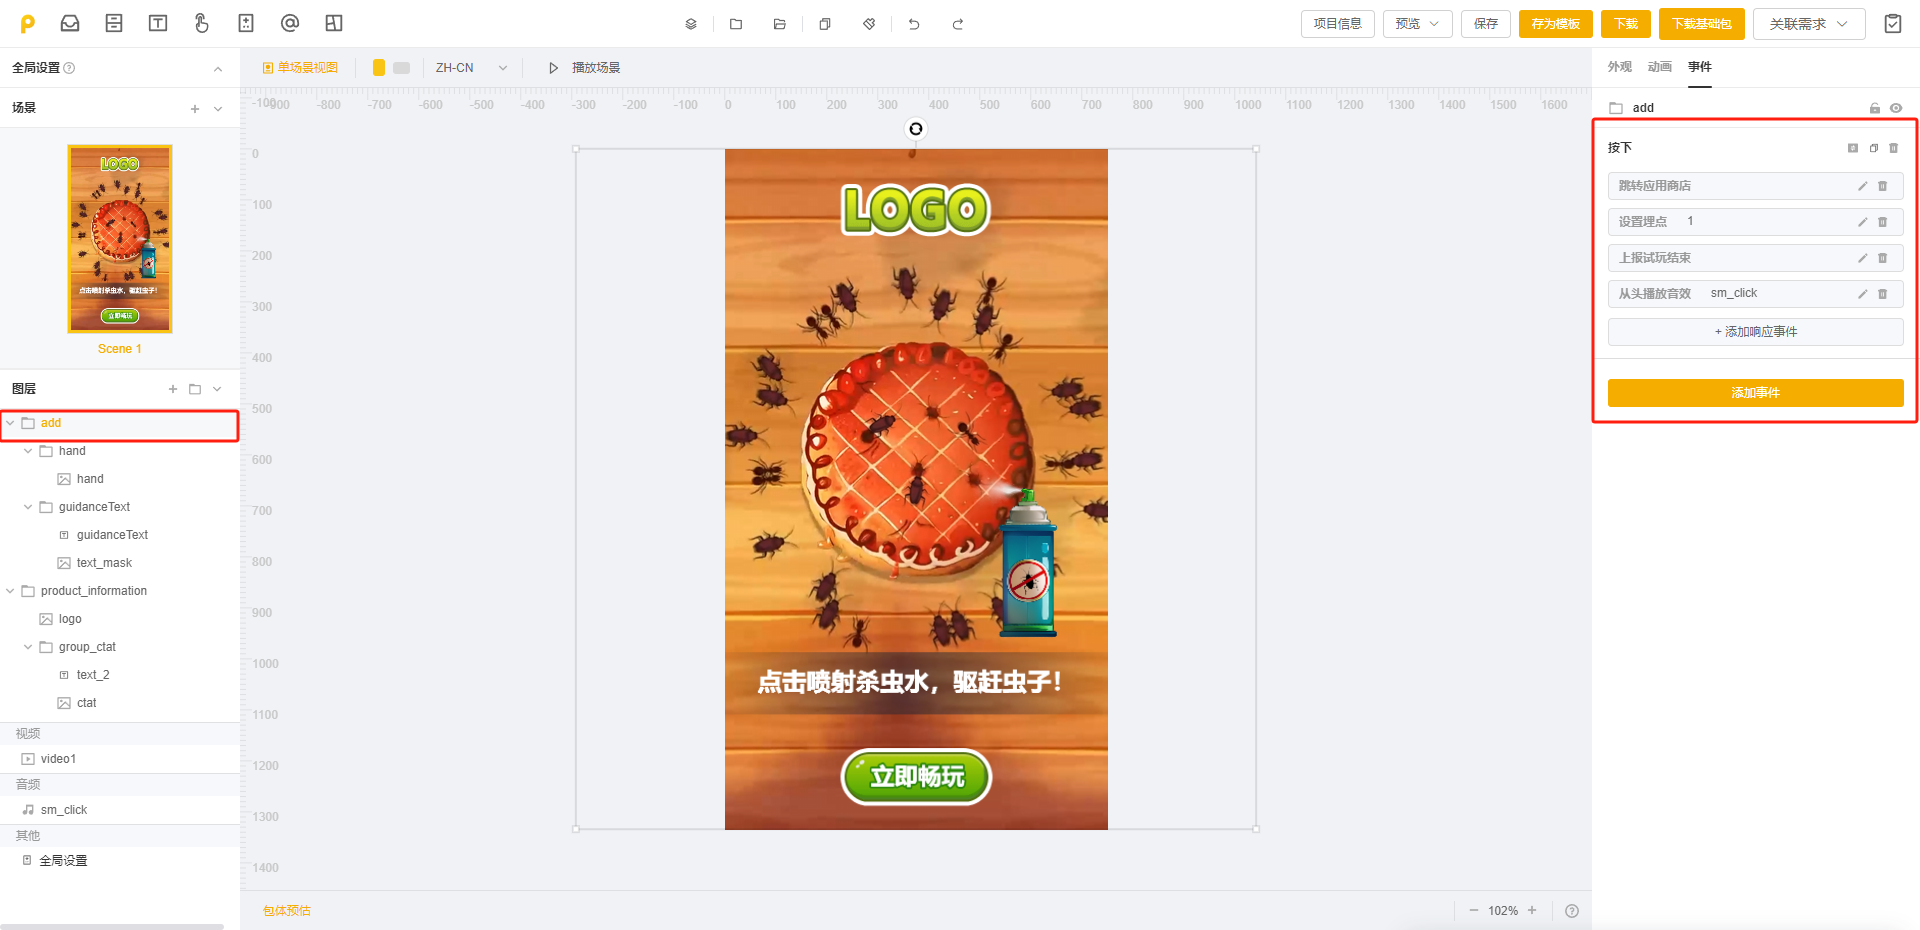 项目信息
预览
保存
存为模板
下载
下载基础包
关联需求
全局设置
单场景视图
ZH-CN
播放场景
外观
动画
事件
场景
-100
-900 -800 -700 -600 -500 -400 -300 -200 -100 0 100 200 300 400 500 600 700 800 900 1000 1100 1200 1300 1400 1500 1600
add
按下
跳转应用商店
设置埋点 1
上报试玩结束
从头播放音效 sm_click
+ 添加响应事件
添加事件
LOGO
点击喷射杀虫水，驱赶虫子！
立即畅玩
Scene 1
图层
add
hand
hand
guidanceText
guidanceText
text_mask
product_information
logo
group_ctat
text_2
ctat
视频
video1
音频
sm_click
其他
全局设置
0
100
200
300
400
500
600
700
800
900
1000
1100
1200
1300
1400
LOGO
点击喷射杀虫水，驱赶虫子！
立即畅玩
包体预估
102%